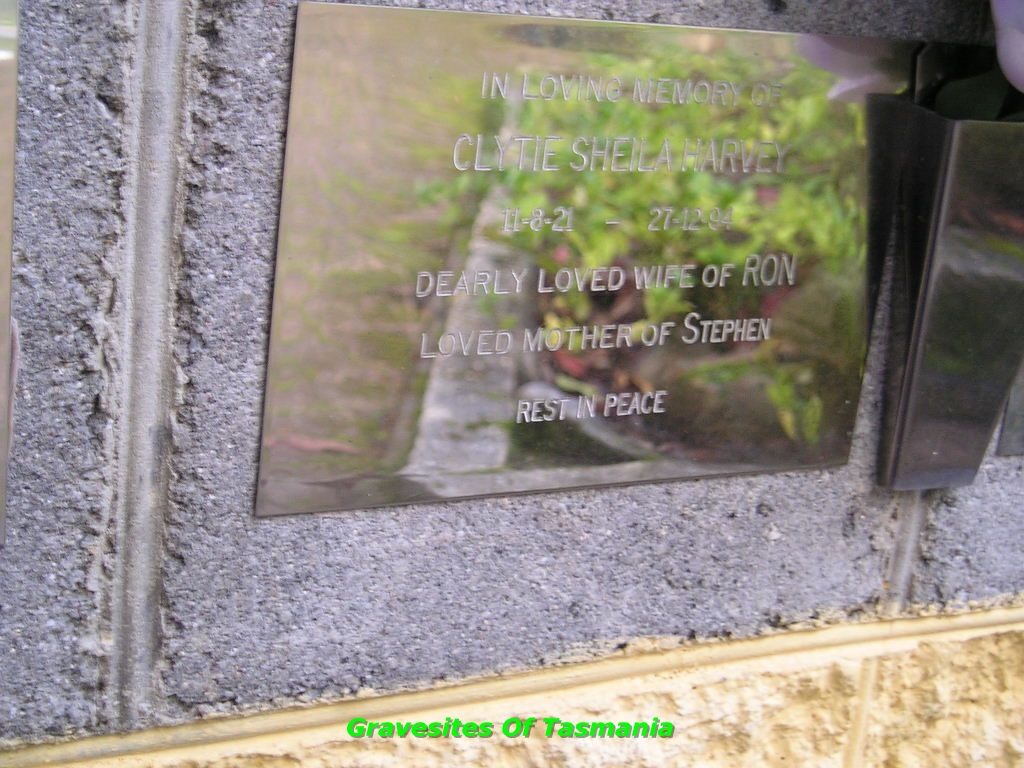 IN LOVING MEMORY OF
CLYTIE SHEILA HARVEY
11-8-21 – 27-12-94
DEARLY LOVED WIFE OF RON
LOVED MOTHER OF STEPHEN
REST IN PEACE
Gravesites Of Tasmania